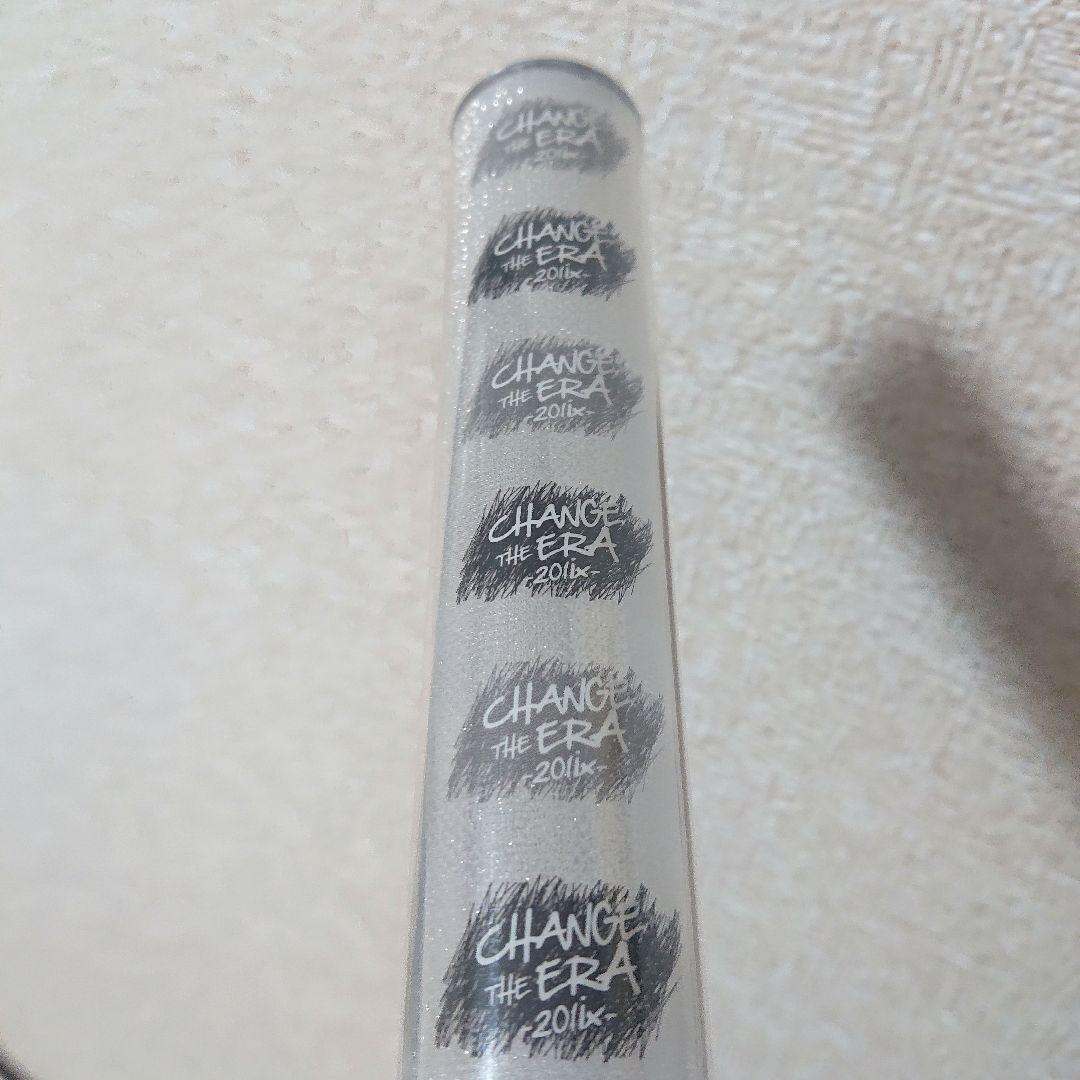 CHANGE
THE ERA
-201ix-
CHANGE
THE ERA
-201ix-
CHANGE
THE ERA
-201ix-
CHANGE
THE ERA
-201ix-
CHANGE
THE ERA
-201ix-
CHANGE
THE ERA
-201ix-